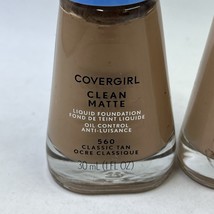 COVERGIRL
CLEAN
MATTE
LIQUID FOUNDATION
FOND DE TEINT LIQUIDE
OIL CONTROL
ANTI-LUISANCE
560
CLASSIC TAN
OCRE CLASSIQUE
30 mL (1 FL OZ)